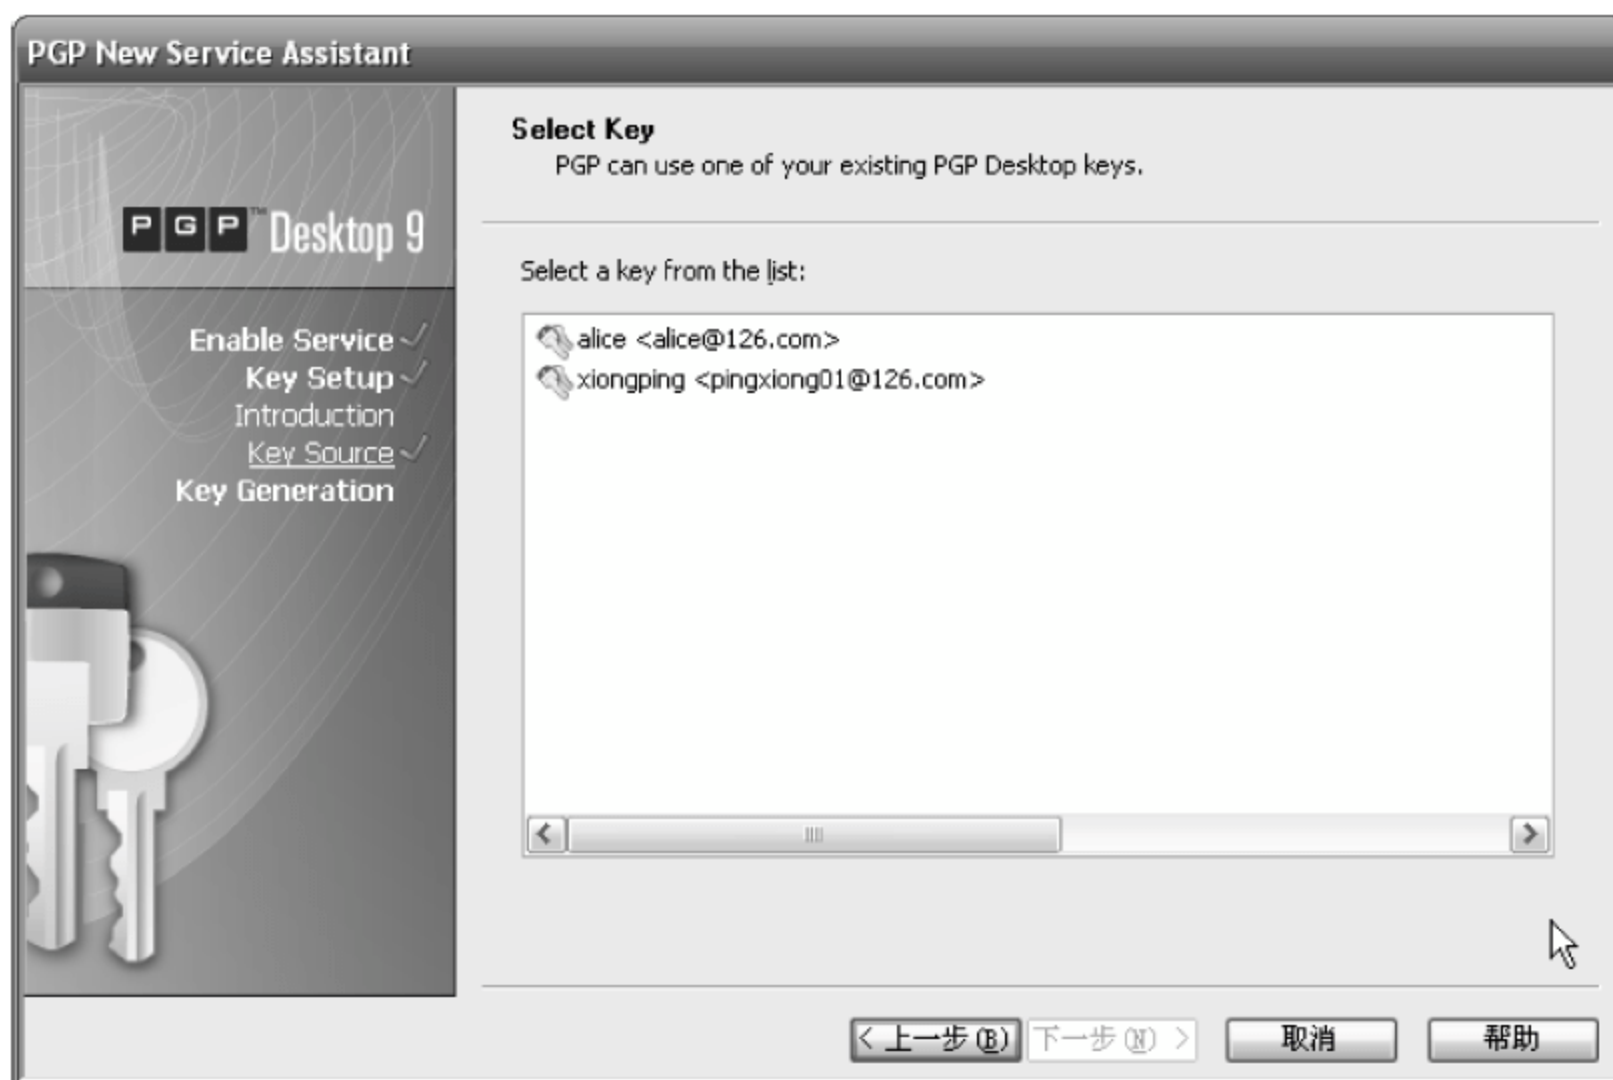 PGP New Service Assistant
PGP™ Desktop 9
Enable Service
Key Setup
Introduction
Key Source
Key Generation
Select Key
PGP can use one of your existing PGP Desktop keys.
Select a key from the list:
alice <alice@126.com>
xiongping <pingxiong01@126.com>
< 上一步(B)
下一步(N) >
取消
帮助